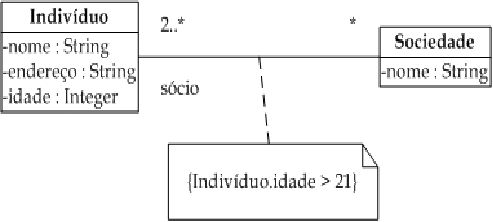 Indivíduo
-nome : String
-endereço : String
-idade : Integer
2..*
*
sócio
Sociedade
-nome : String
{Indivíduo.idade > 21}